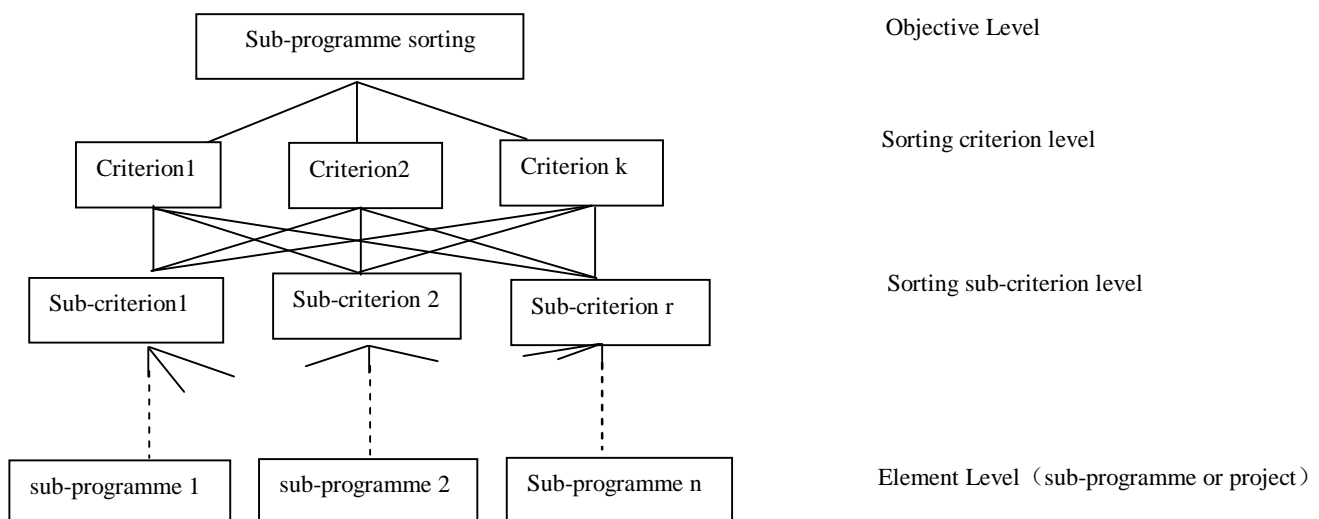 Sub-programme sorting
Objective Level
Criterion1
Criterion2
Criterion k
Sorting criterion level
Sub-criterion1
Sub-criterion 2
Sub-criterion r
Sorting sub-criterion level
sub-programme 1
sub-programme 2
Sub-programme n
Element Level（sub-programme or project）